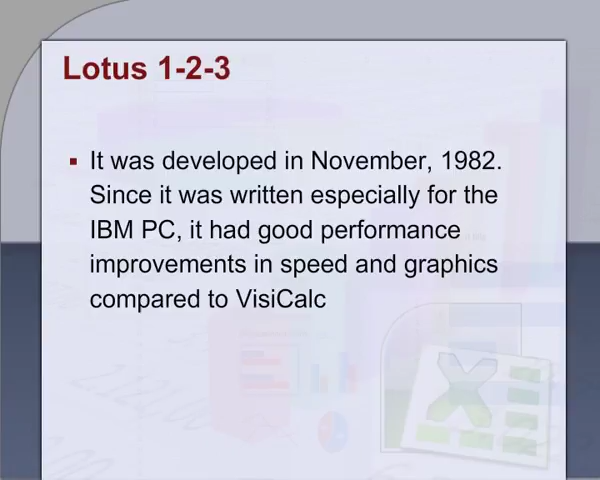 Lotus 1-2-3
It was developed in November, 1982.
Since it was written especially for the
IBM PC, it had good performance
improvements in speed and graphics
compared to VisiCalc